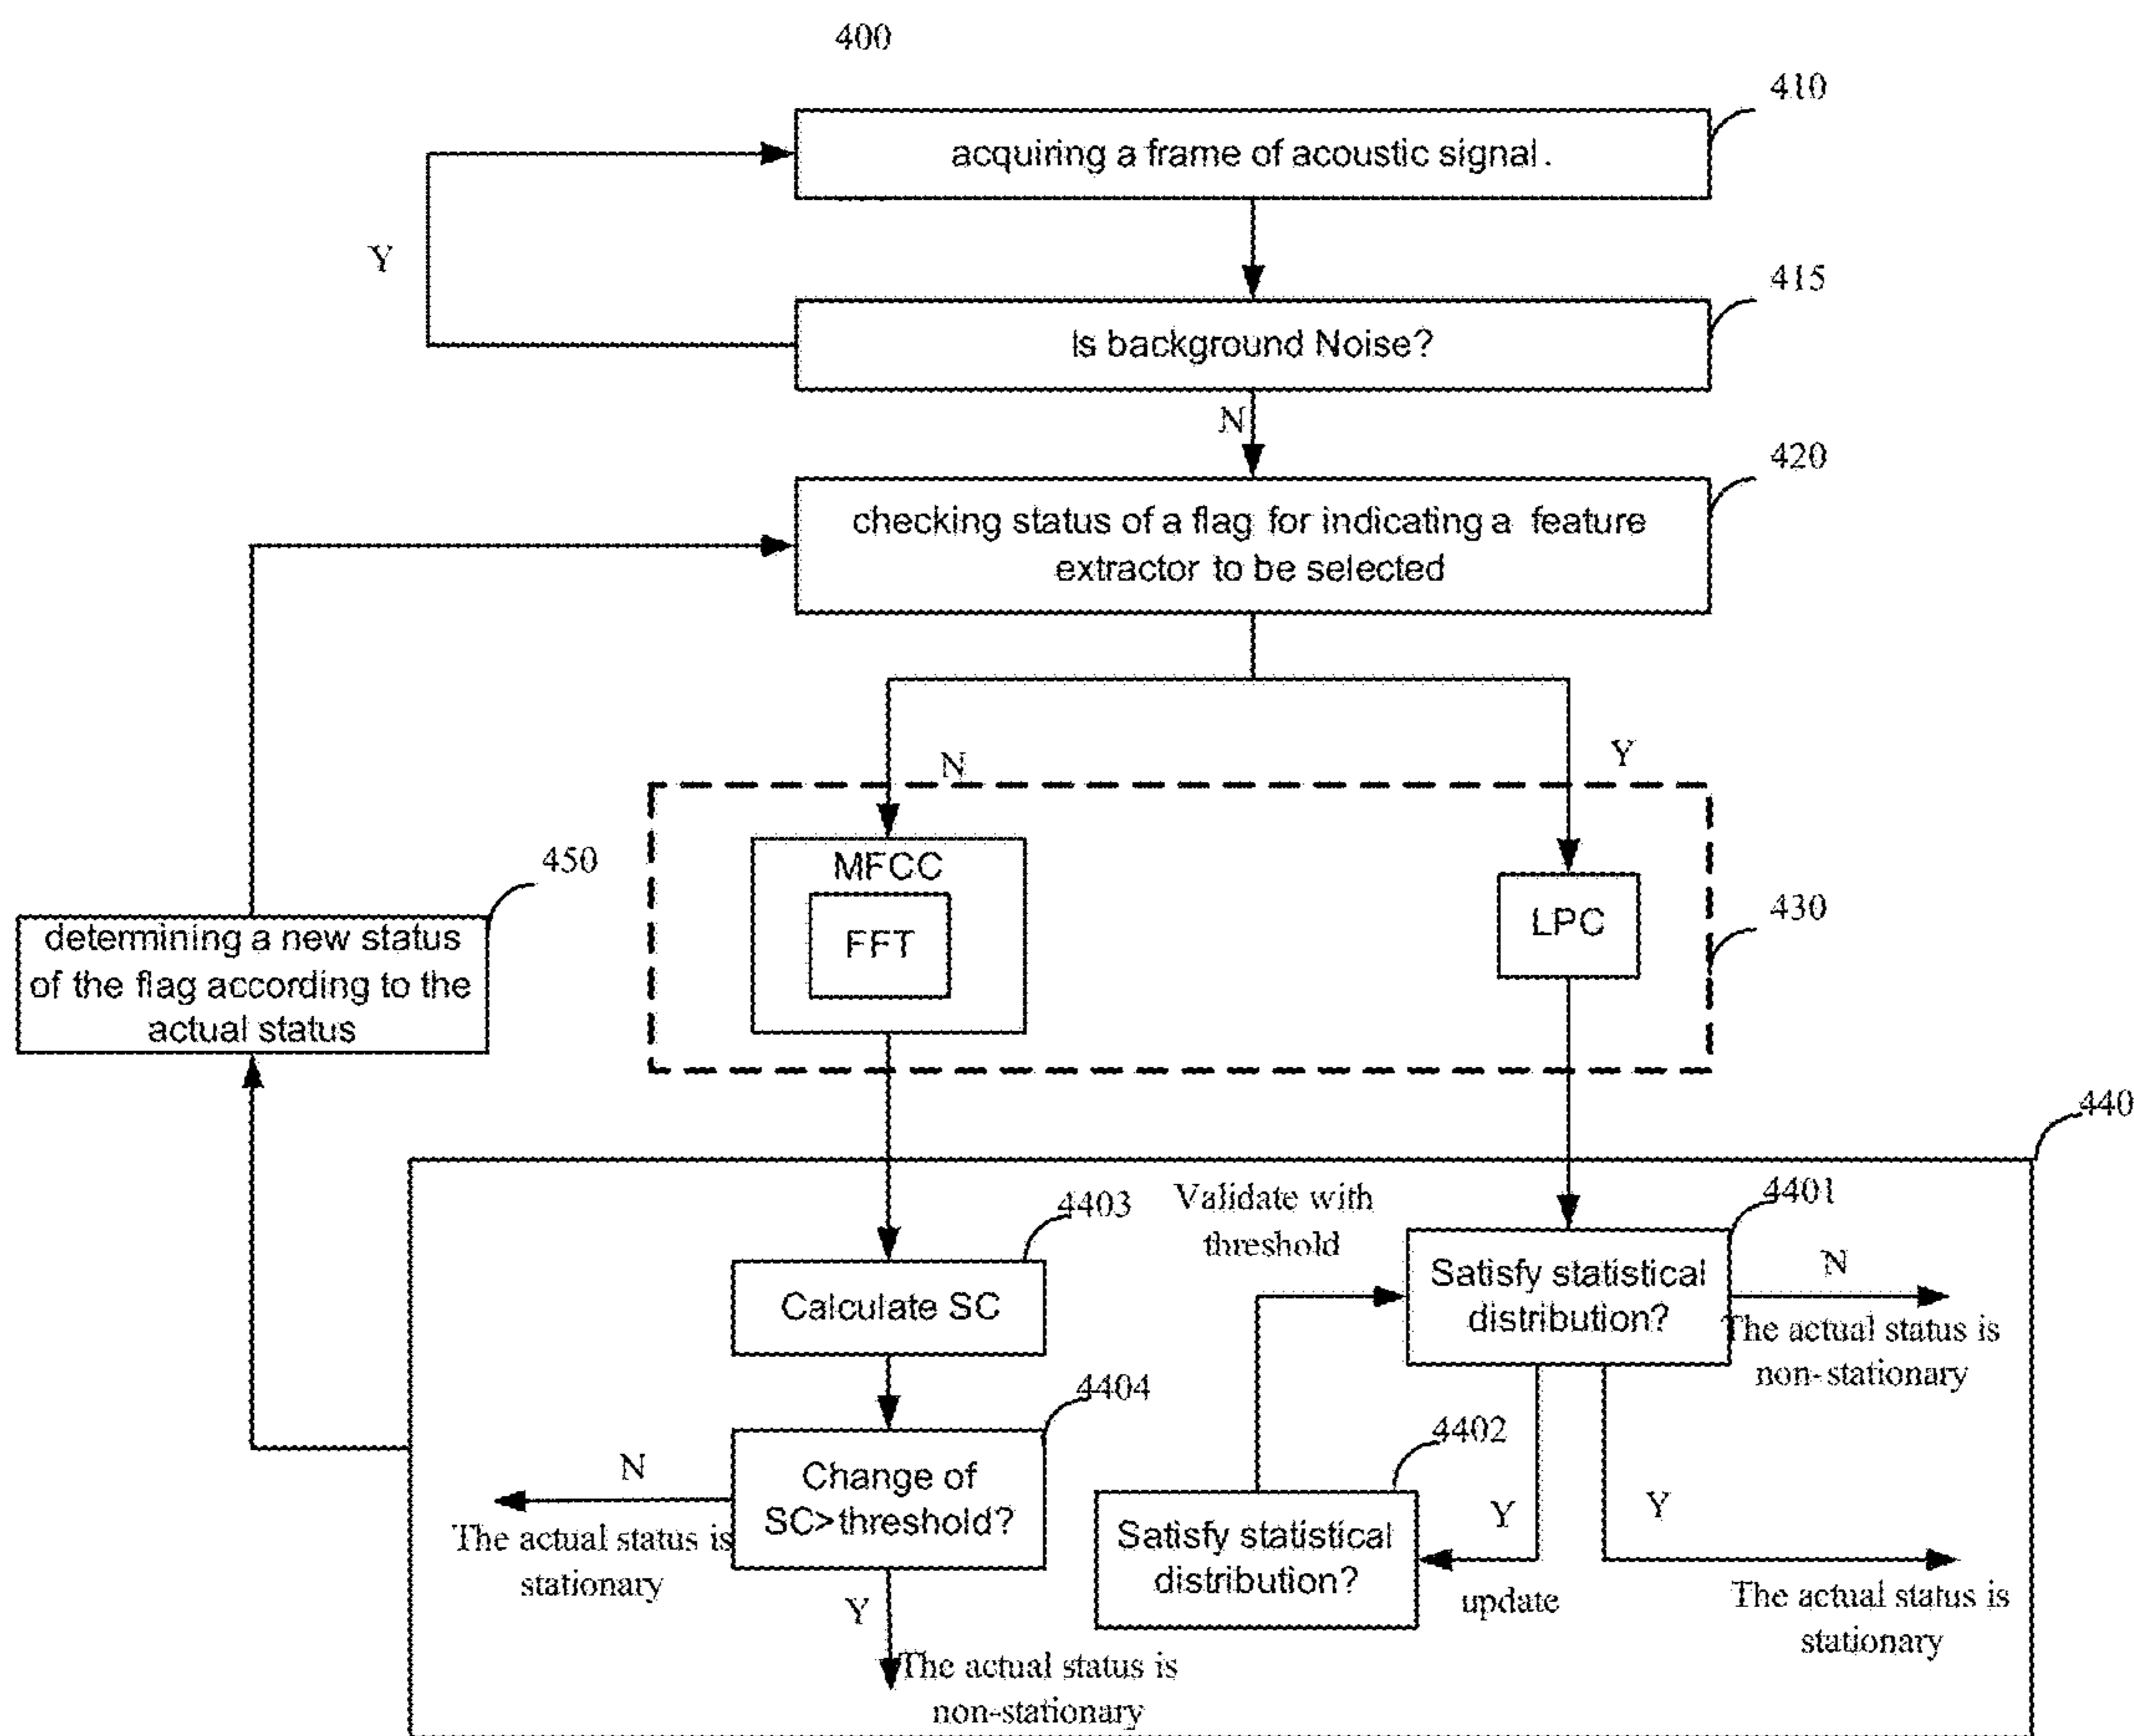 400
410
acquiring a frame of acoustic signal.
Y
415
Is background Noise?
N
420
checking status of a flag for indicating a feature
extractor to be selected
N
Y
MFCC
FFT
LPC
430
450
determining a new status
of the flag according to the
actual status
440
4403
Validate with
threshold
4401
Calculate SC
Satisfy statistical
distribution?
N
The actual status is
non-stationary
4404
4402
Change of
SC>threshold?
N
The actual status is
stationary
Y
The actual status is
non-stationary
Satisfy statistical
distribution?
Y
update
Y
The actual status is
stationary